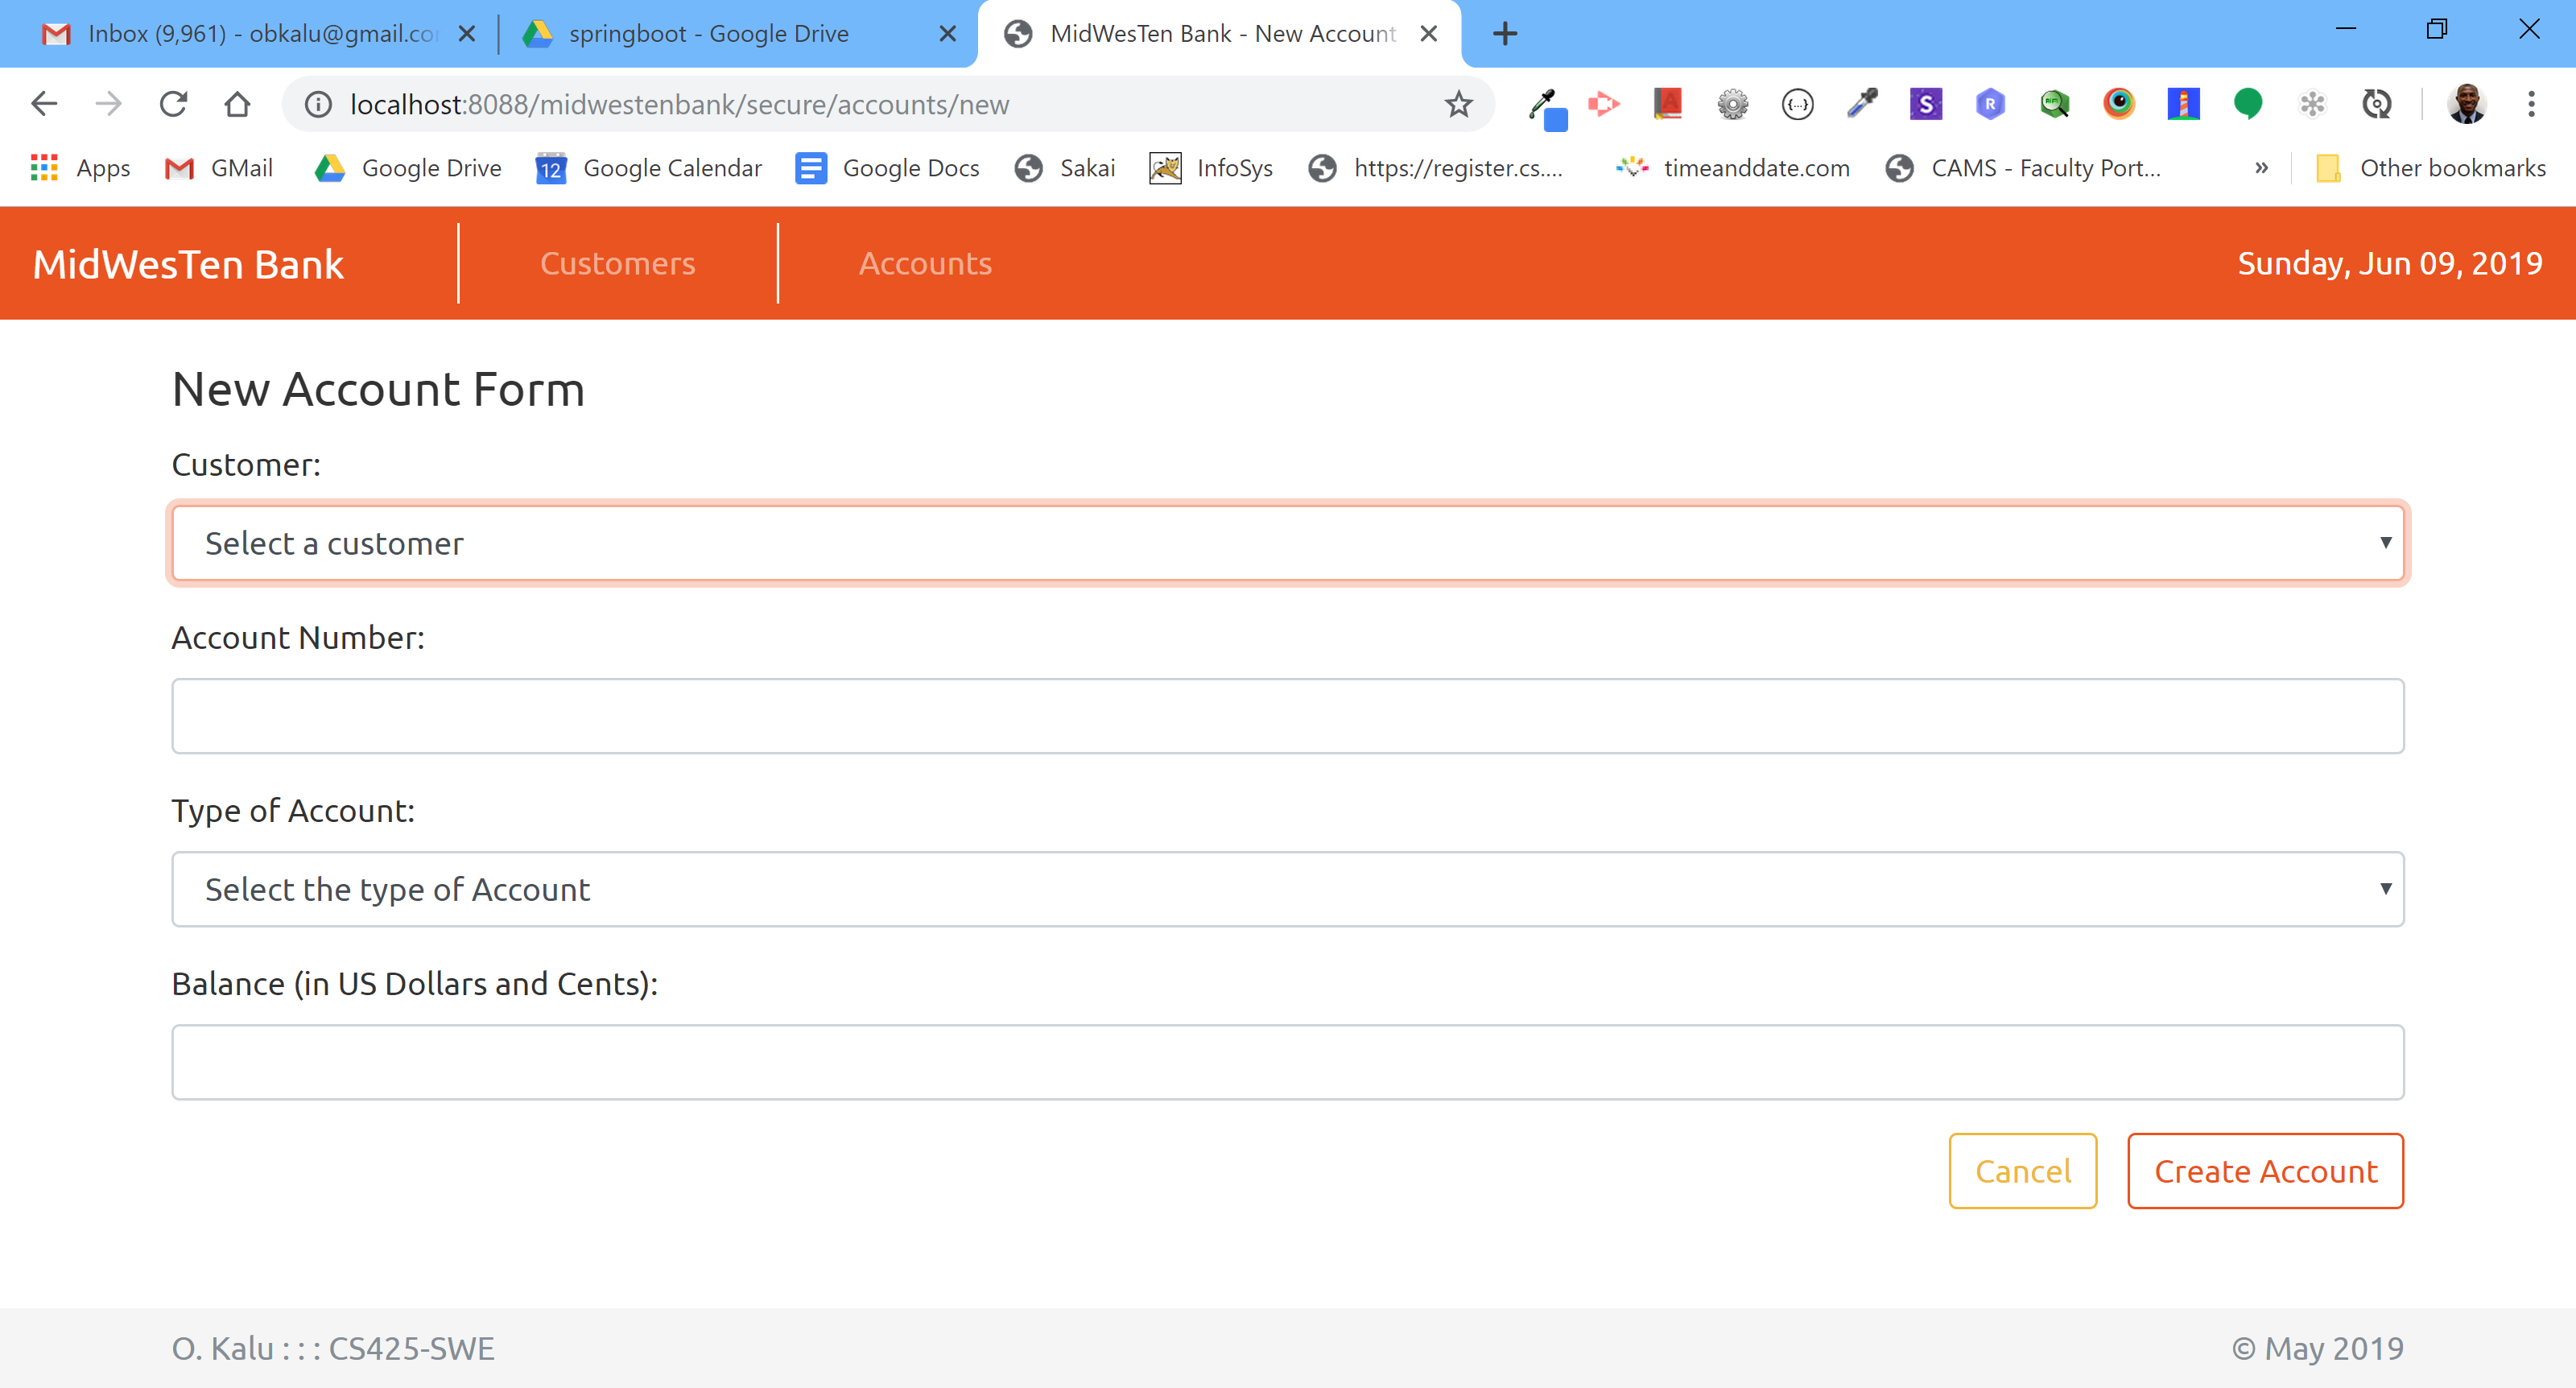 Inbox (9,961) - obkalu@gmail.co
springboot - Google Drive
MidWesTen Bank - New Account
localhost:8088/midwestenbank/secure/accounts/new
Apps GMail Google Drive 12 Google Calendar Google Docs Sakai InfoSys https://register.cs.... timeanddate.com CAMS - Faculty Port... » Other bookmarks
MidWesTen Bank Customers Accounts Sunday, Jun 09, 2019
New Account Form
Customer:
Select a customer
Account Number:
Type of Account:
Select the type of Account
Balance (in US Dollars and Cents):
Cancel Create Account
O. Kalu : : : CS425-SWE © May 2019